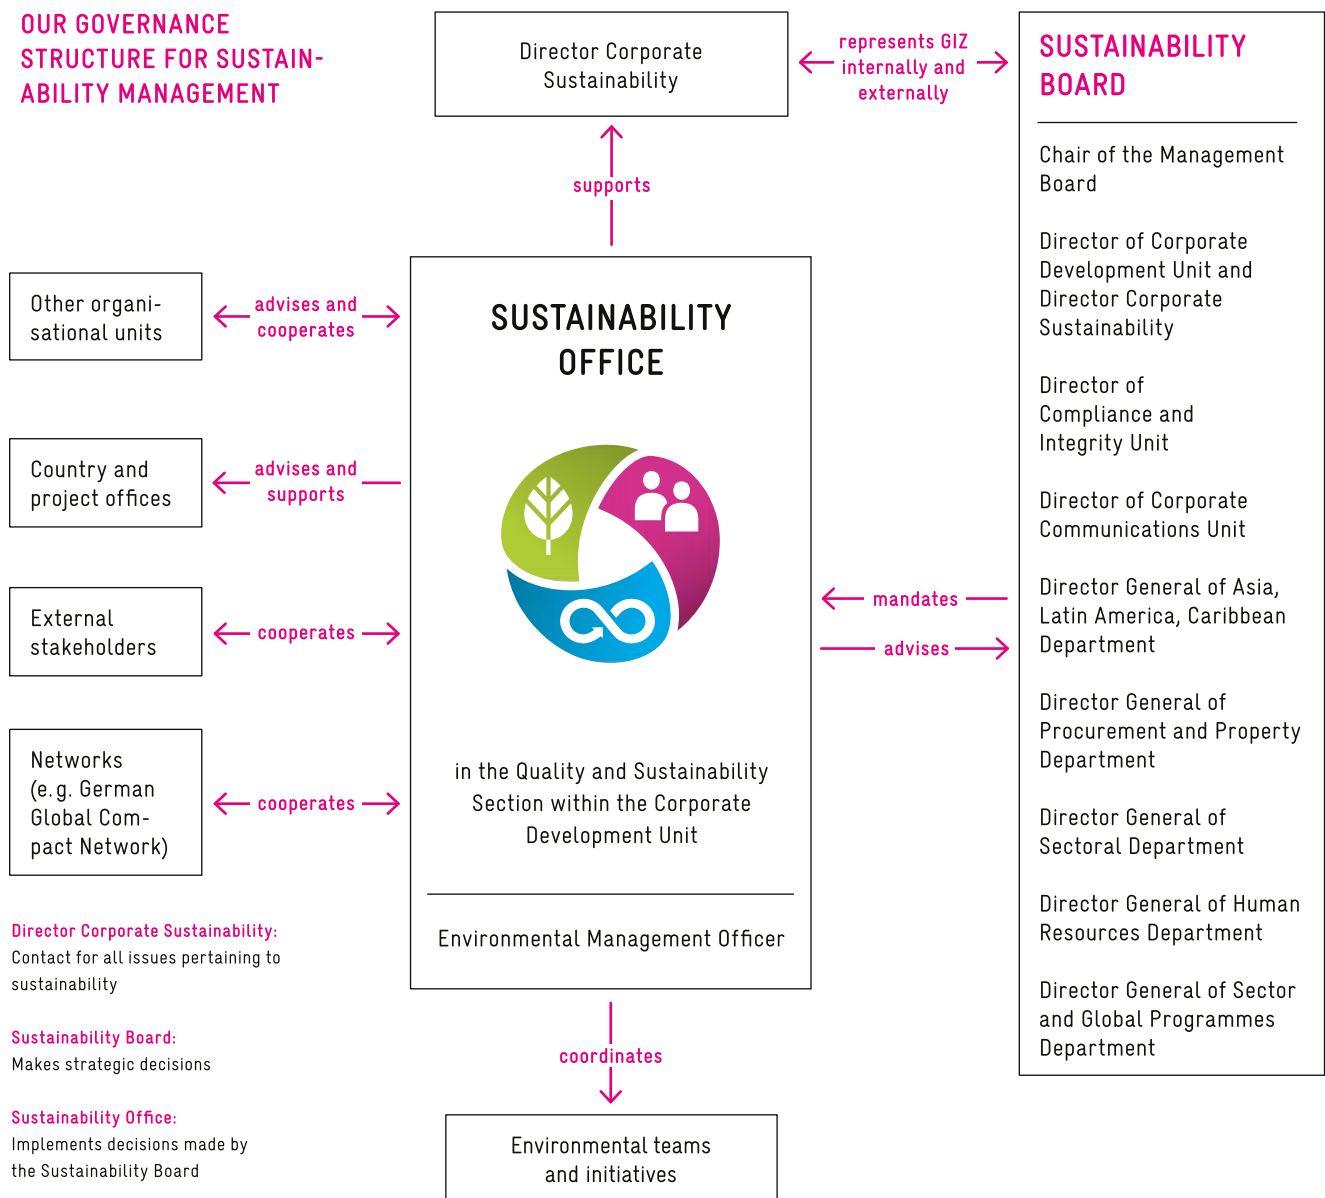 OUR GOVERNANCE
STRUCTURE FOR SUSTAIN-
ABILITY MANAGEMENT
Director Corporate
Sustainability
represents GIZ
internally and
externally
supports
Other organi-
sational units
advises and
cooperates
Country and
project offices
advises and
supports
External
stakeholders
cooperates
Networks
(e. g. German
Global Com-
pact Network)
cooperates
SUSTAINABILITY
OFFICE
in the Quality and Sustainability
Section within the Corporate
Development Unit
Environmental Management Officer
mandates
advises
coordinates
Environmental teams
and initiatives
SUSTAINABILITY
BOARD
Chair of the Management
Board
Director of Corporate
Development Unit and
Director Corporate
Sustainability
Director of
Compliance and
Integrity Unit
Director of Corporate
Communications Unit
Director General of Asia,
Latin America, Caribbean
Department
Director General of
Procurement and Property
Department
Director General of
Sectoral Department
Director General of Human
Resources Department
Director General of Sector
and Global Programmes
Department
Director Corporate Sustainability:
Contact for all issues pertaining to
sustainability
Sustainability Board:
Makes strategic decisions
Sustainability Office:
Implements decisions made by
the Sustainability Board